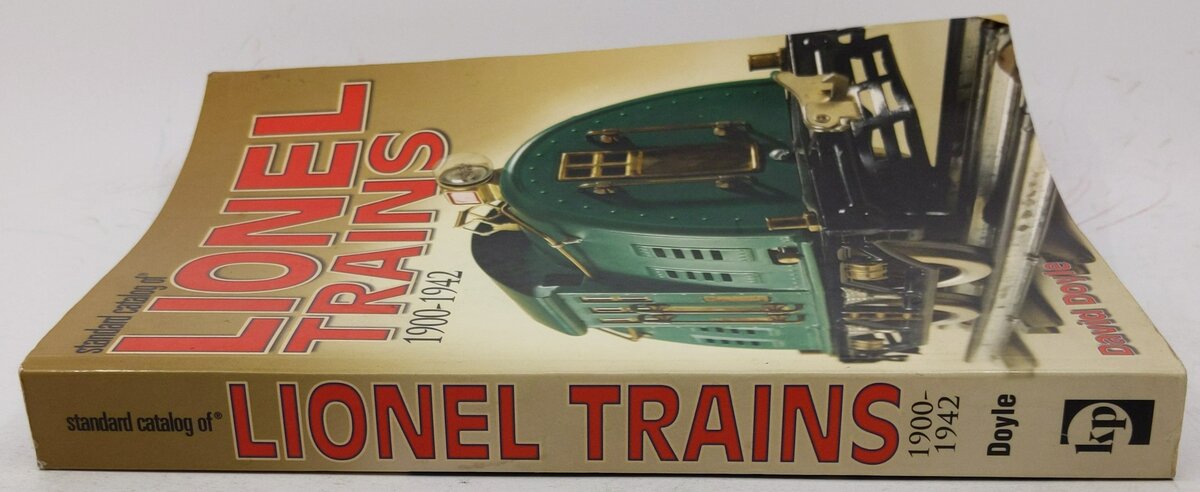 standard catalog of®
LIONEL
TRAINS
1900-1942
David Doyle
standard catalog of® LIONEL TRAINS 1900-
1942
Doyle
kp